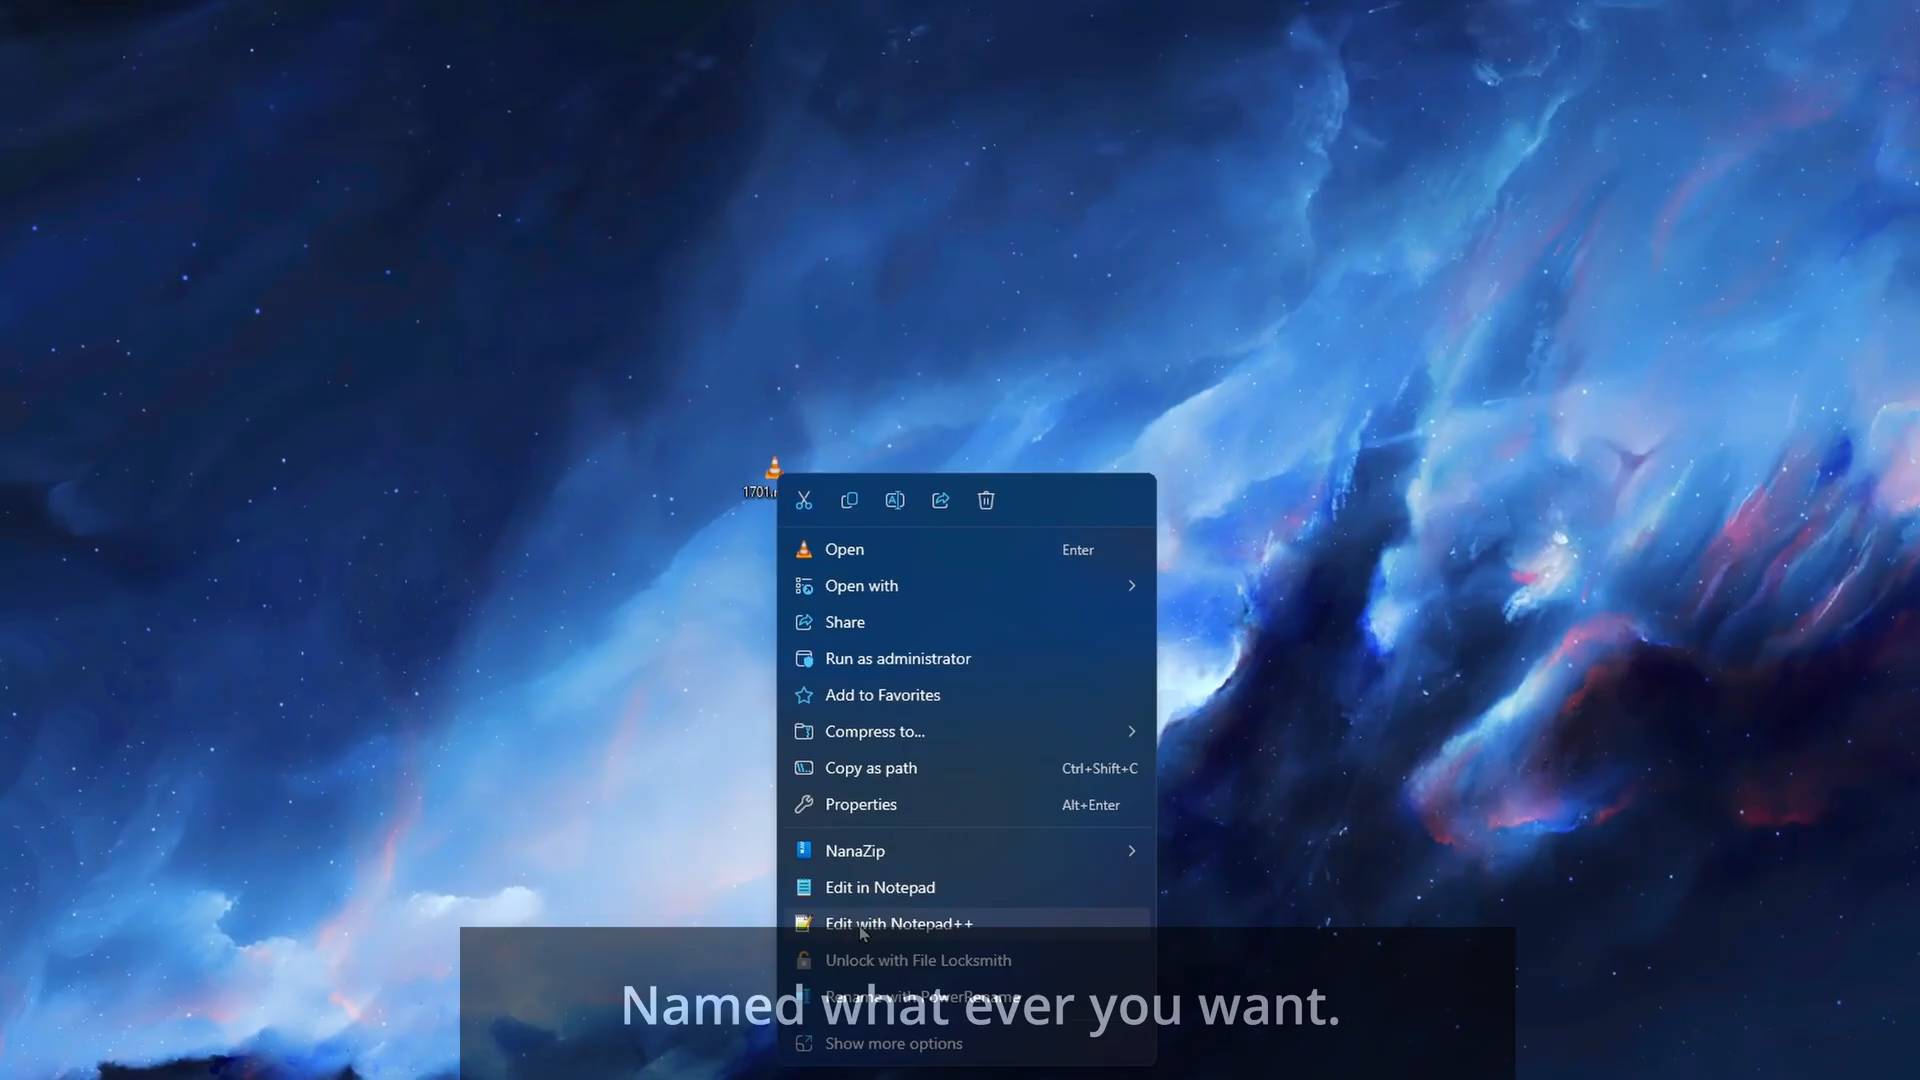 1701.
Open Enter
Open with
Share
Run as administrator
Add to Favorites
Compress to...
Copy as path Ctrl+Shift+C
Properties Alt+Enter
NanaZip
Edit in Notepad
Edit with Notepad++
Unlock with File Locksmith
Rename with PowerRename
Named what ever you want.
Show more options